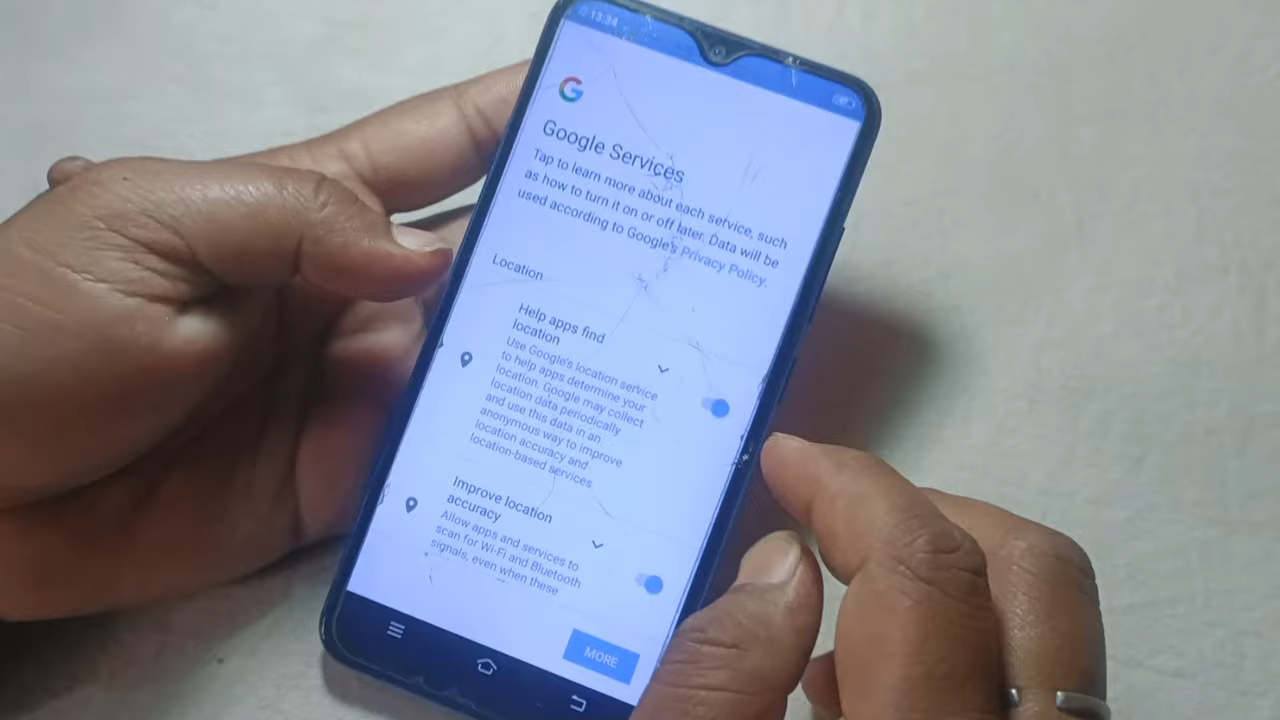 13:34
G
Google Services
Tap to learn more about each service, such
as how to turn it on or off later. Data will be
used according to Google's Privacy Policy.
Location
Help apps find
location
Use Google's location service
to help apps determine your
location. Google may collect
location data periodically
and use this data in an
anonymous way to improve
location accuracy and
location-based services.
Improve location
accuracy
Allow apps and services to
scan for Wi-Fi and Bluetooth
signals, even when these
MORE